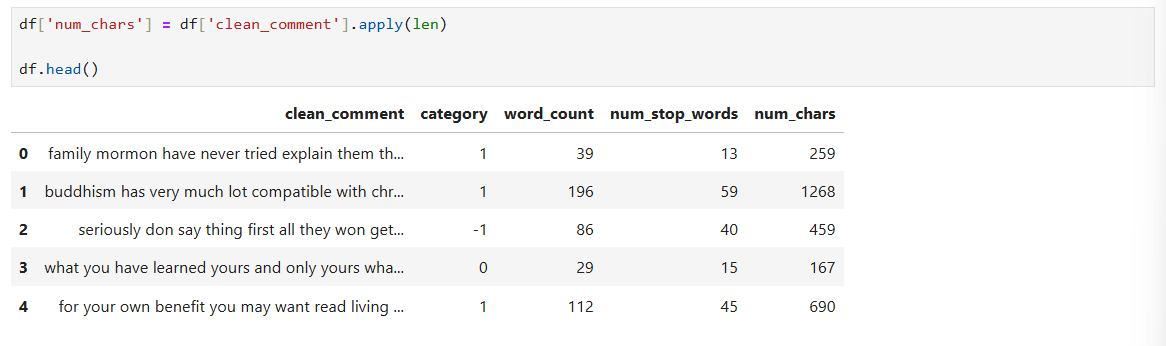 df['num_chars'] = df['clean_comment'].apply(len)
df.head()
clean_comment category word_count num_stop_words num_chars
0 family mormon have never tried explain them th... 1 39 13 259
1 buddhism has very much lot compatible with chr... 1 196 59 1268
2 seriously don say thing first all they won get... -1 86 40 459
3 what you have learned yours and only yours wha... 0 29 15 167
4 for your own benefit you may want read living ... 1 112 45 690